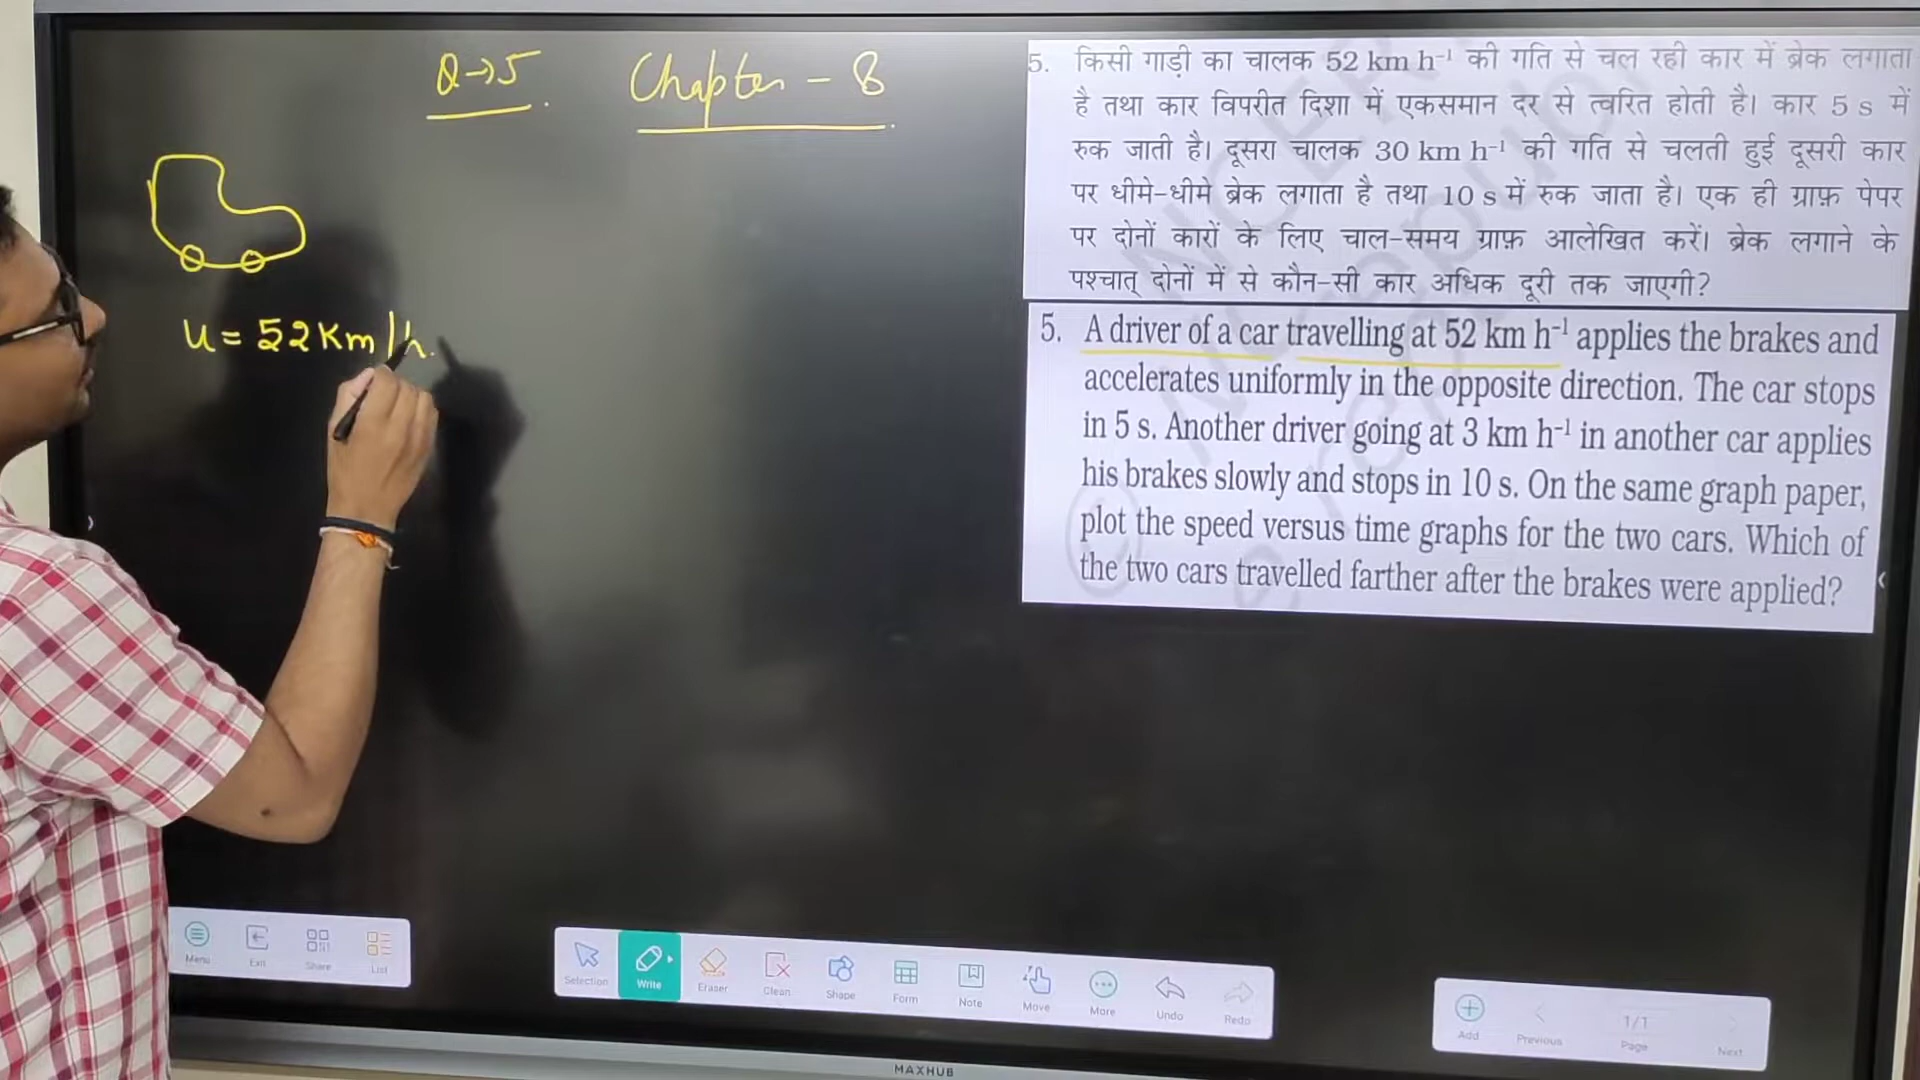 Q→5. Chapter - 8
5. किसी गाड़ी का चालक 52 km h⁻¹ की गति से चल रही कार में ब्रेक लगाता
है तथा कार विपरीत दिशा में एकसमान दर से त्वरित होती है। कार 5 s में
रुक जाती है। दूसरा चालक 30 km h⁻¹ की गति से चलती हुई दूसरी कार
पर धीमे-धीमे ब्रेक लगाता है तथा 10 s में रुक जाता है। एक ही ग्राफ़ पेपर
पर दोनों कारों के लिए चाल-समय ग्राफ़ आलेखित करें। ब्रेक लगाने के
पश्चात् दोनों में से कौन-सी कार अधिक दूरी तक जाएगी?
u = 52 Km/h.
5. A driver of a car travelling at 52 km h⁻¹ applies the brakes and
accelerates uniformly in the opposite direction. The car stops
in 5 s. Another driver going at 3 km h⁻¹ in another car applies
his brakes slowly and stops in 10 s. On the same graph paper,
plot the speed versus time graphs for the two cars. Which of
the two cars travelled farther after the brakes were applied?
Menu Exit Share List
Selection Write Eraser Clean Shape Form Note Move More Undo Redo
Add Previous 1/1 Page Next
MAXHUB